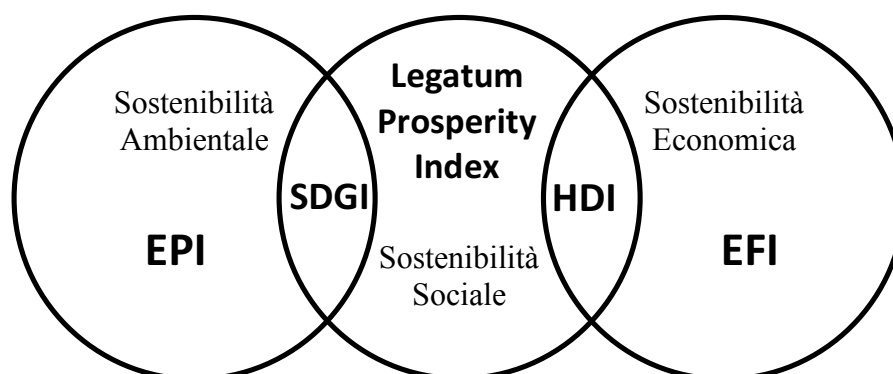 Sostenibilità
Ambientale
EPI
SDGI
Legatum
Prosperity
Index
Sostenibilità
Sociale
HDI
Sostenibilità
Economica
EFI